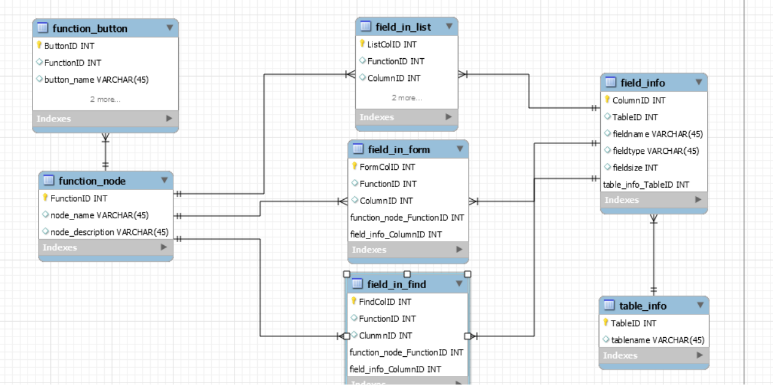 function_button
ButtonID INT
FunctionID INT
button_name VARCHAR(45)
2 more...
Indexes
field_in_list
ListColID INT
FunctionID INT
ColumnID INT
2 more...
Indexes
field_info
ColumnID INT
TableID INT
fieldname VARCHAR(45)
fieldtype VARCHAR(45)
fieldsize INT
table_info_TableID INT
Indexes
function_node
FunctionID INT
node_name VARCHAR(45)
node_description VARCHAR(45)
Indexes
field_in_form
FormColID INT
FunctionID INT
ColumnID INT
function_node_FunctionID INT
field_info_ColumnID INT
Indexes
field_in_find
FindColID INT
FunctionID INT
ClunmnID INT
function_node_FunctionID INT
field_info_ColumnID INT
Indexes
table_info
TableID INT
tablename VARCHAR(45)
Indexes